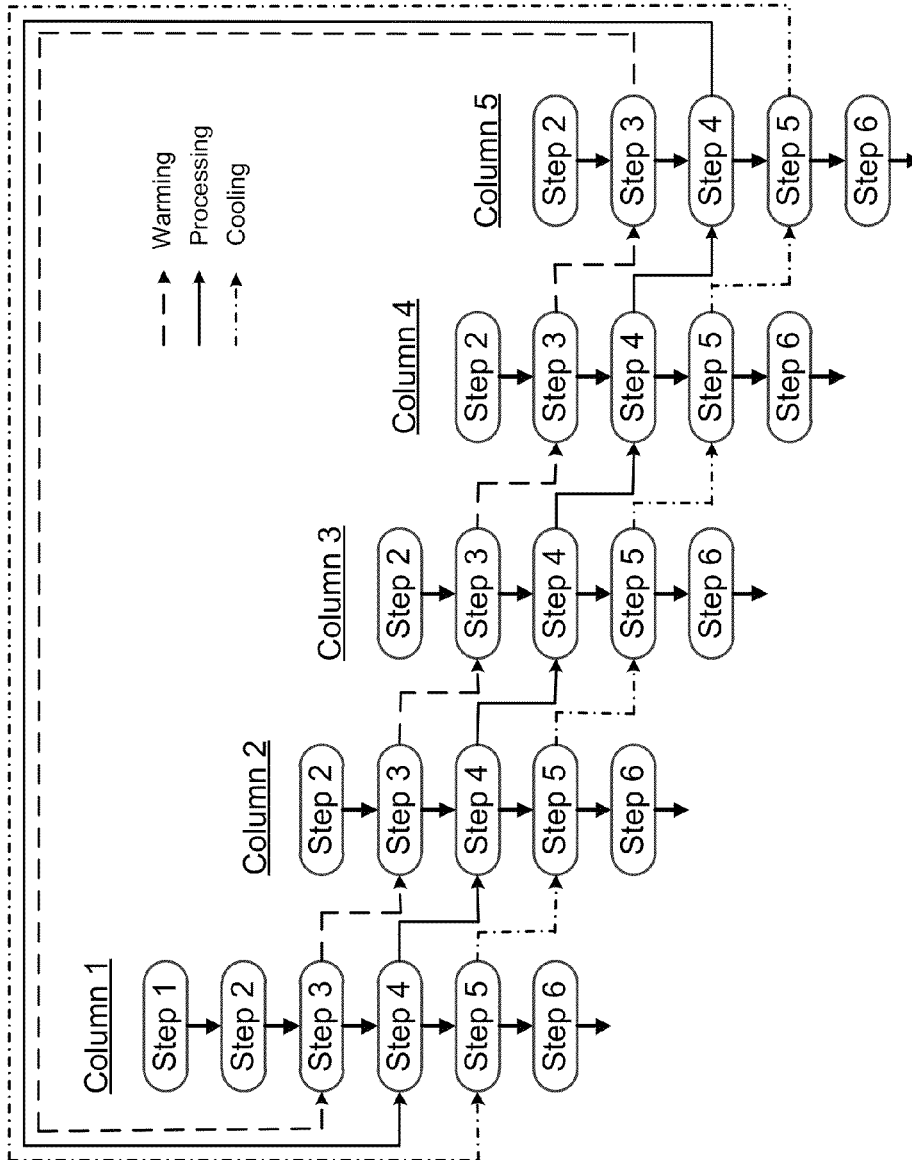 Column 1
Step 1
Step 2
Step 3
Step 4
Step 5
Step 6
Column 2
Step 2
Step 3
Step 4
Step 5
Step 6
Column 3
Step 2
Step 3
Step 4
Step 5
Step 6
Column 4
Step 2
Step 3
Step 4
Step 5
Step 6
Column 5
Step 2
Step 3
Step 4
Step 5
Step 6
Warming
Processing
Cooling